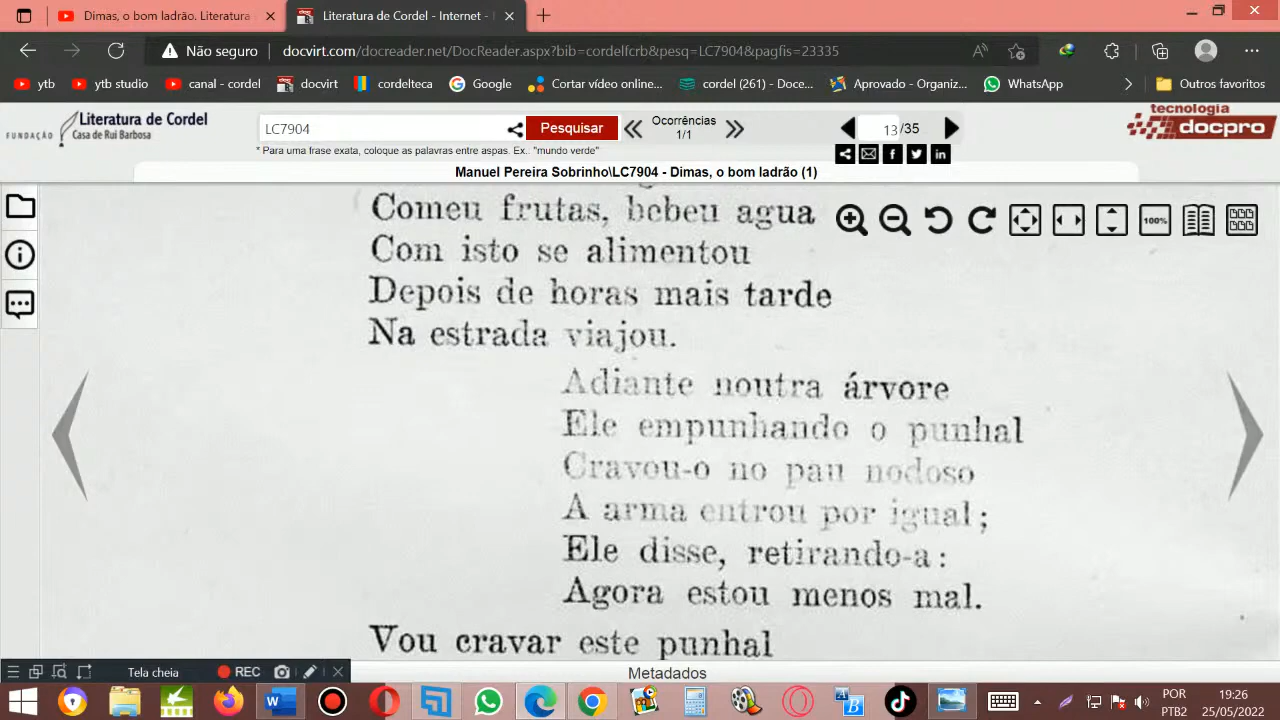 Dimas, o bom ladrão. Literatura
Literatura de Cordel - Internet -
Não seguro
docvirt.com/docreader.net/DocReader.aspx?bib=cordelfcrb&pesq=LC7904&pagfis=23335
ytb
ytb studio
canal - cordel
docvirt
cordelteca
Google
Cortar vídeo online...
cordel (261) - Doce...
Aprovado - Organiz...
WhatsApp
Outros favoritos
FUNDAÇÃO
Literatura de Cordel
Casa de Rui Barbosa
LC7904
Pesquisar
Ocorrências
1/1
13/35
* Para uma frase exata, coloque as palavras entre aspas. Ex.: "mundo verde"
tecnologia
docpro
Manuel Pereira Sobrinho\LC7904 - Dimas, o bom ladrão (1)
100%
Comeu frutas, bebeu agua
Com isto se alimentou
Depois de horas mais tarde
Na estrada viajou.
Adiante noutra árvore
Ele empunhando o punhal
Cravou-o no pau nodoso
A arma entrou por igual;
Ele disse, retirando-a:
Agora estou menos mal.
Vou cravar este punhal
Tela cheia
REC
Metadados
POR
PTB2
19:26
25/05/2022